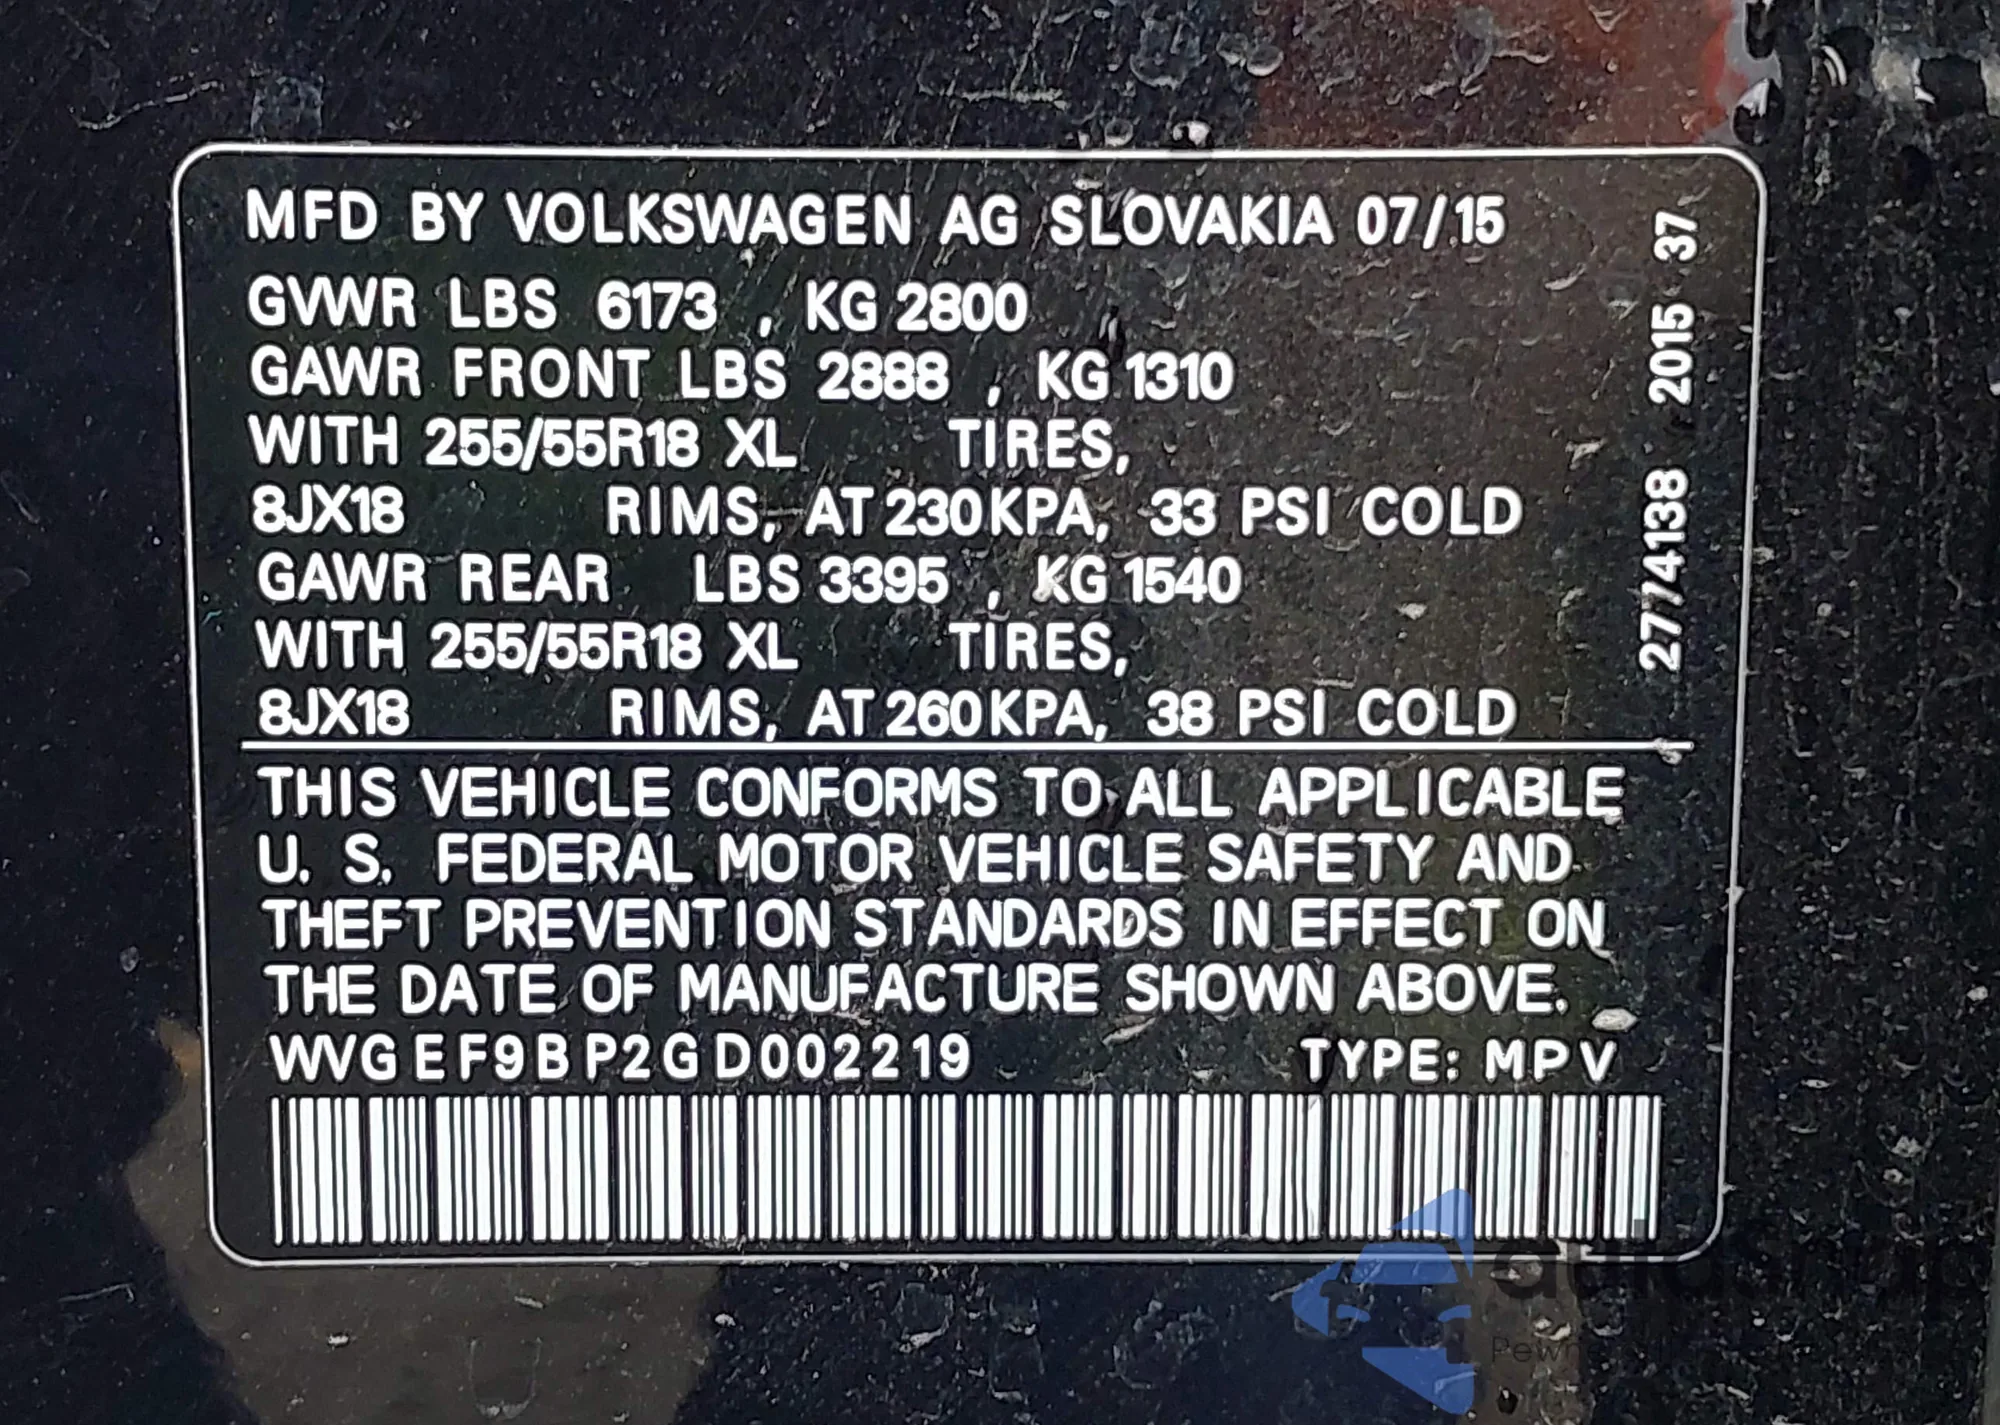 MFD BY VOLKSWAGEN AG SLOVAKIA 07/15
GVWR LBS 6173 , KG 2800
GAWR FRONT LBS 2888 , KG 1310
WITH 255/55R18 XL TIRES,
8JX18 RIMS, AT 230KPA, 33 PSI COLD
GAWR REAR LBS 3395 , KG 1540
WITH 255/55R18 XL TIRES,
8JX18 RIMS, AT 260KPA, 38 PSI COLD
THIS VEHICLE CONFORMS TO ALL APPLICABLE
U. S. FEDERAL MOTOR VEHICLE SAFETY AND
THEFT PREVENTION STANDARDS IN EFFECT ON
THE DATE OF MANUFACTURE SHOWN ABOVE.
WVGEF9BP2GD002219 TYPE: MPV
27774138 2015 37